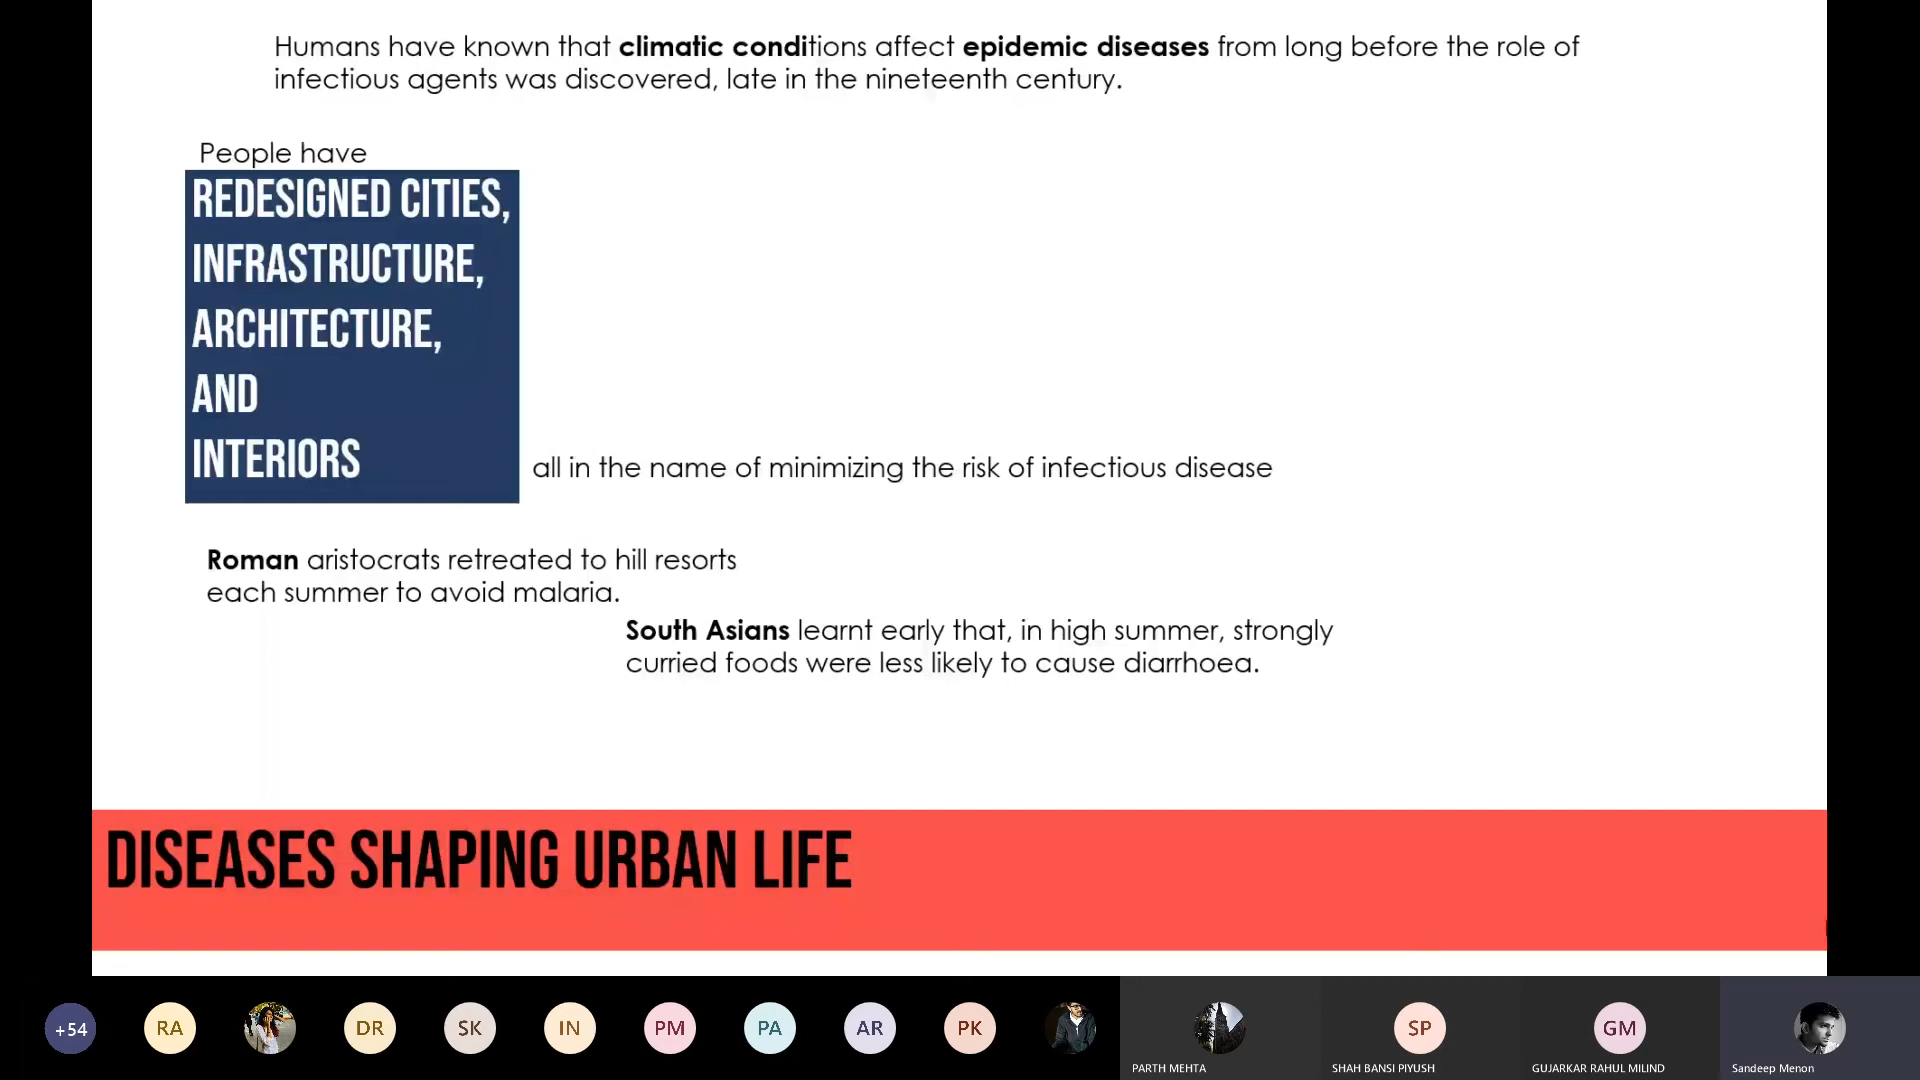 Humans have known that climatic conditions affect epidemic diseases from long before the role of
infectious agents was discovered, late in the nineteenth century.
People have
REDESIGNED CITIES,
INFRASTRUCTURE,
ARCHITECTURE,
AND
INTERIORS
all in the name of minimizing the risk of infectious disease
Roman aristocrats retreated to hill resorts
each summer to avoid malaria.
South Asians learnt early that, in high summer, strongly
curried foods were less likely to cause diarrhoea.
DISEASES SHAPING URBAN LIFE
+54
RA
DR
SK
IN
PM
PA
AR
PK
SP
GM
PARTH MEHTA
SHAH BANSI PIYUSH
GUJARKAR RAHUL MILIND
Sandeep Menon